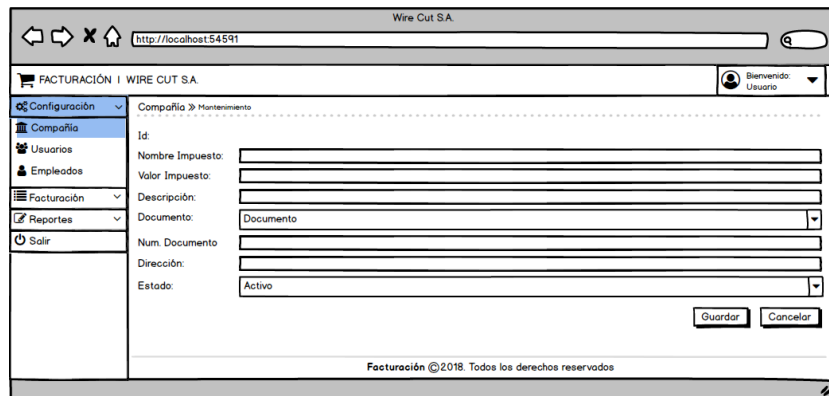 Wire Cut S.A.
http://localhost:54591
FACTURACIÓN | WIRE CUT S.A.
Bienvenido:
Usuario
Configuración
Compañía
Usuarios
Empleados
Facturación
Reportes
Salir
Compañía » Mantenimiento
Id:
Nombre Impuesto:
Valor Impuesto:
Descripción:
Documento: Documento
Num. Documento
Dirección:
Estado: Activo
Guardar Cancelar
Facturación ©2018. Todos los derechos reservados